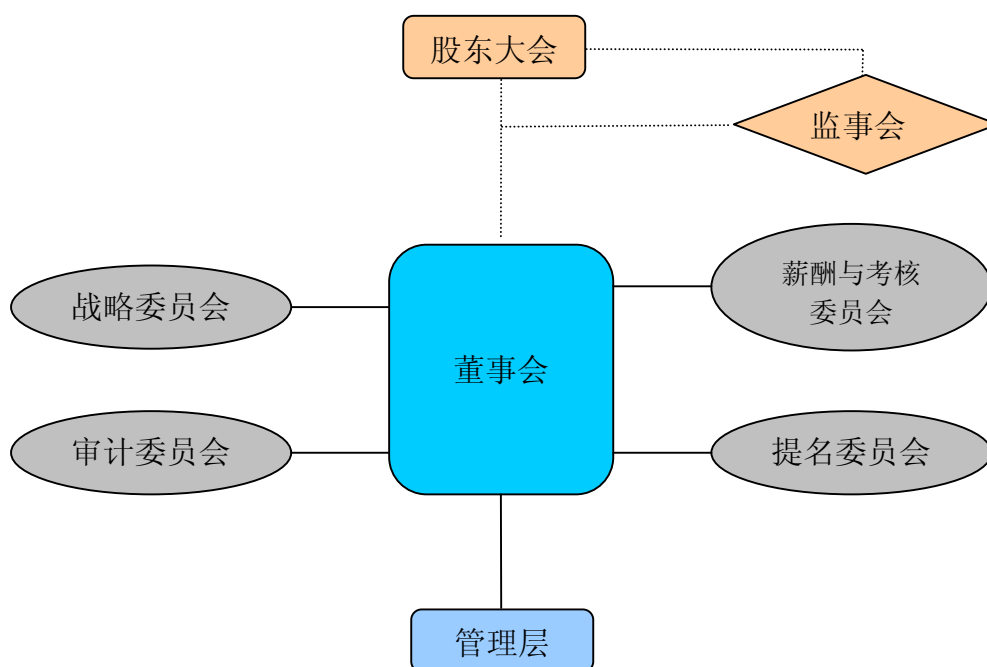 股东大会
监事会
战略委员会
薪酬与考核
委员会
董事会
审计委员会
提名委员会
管理层